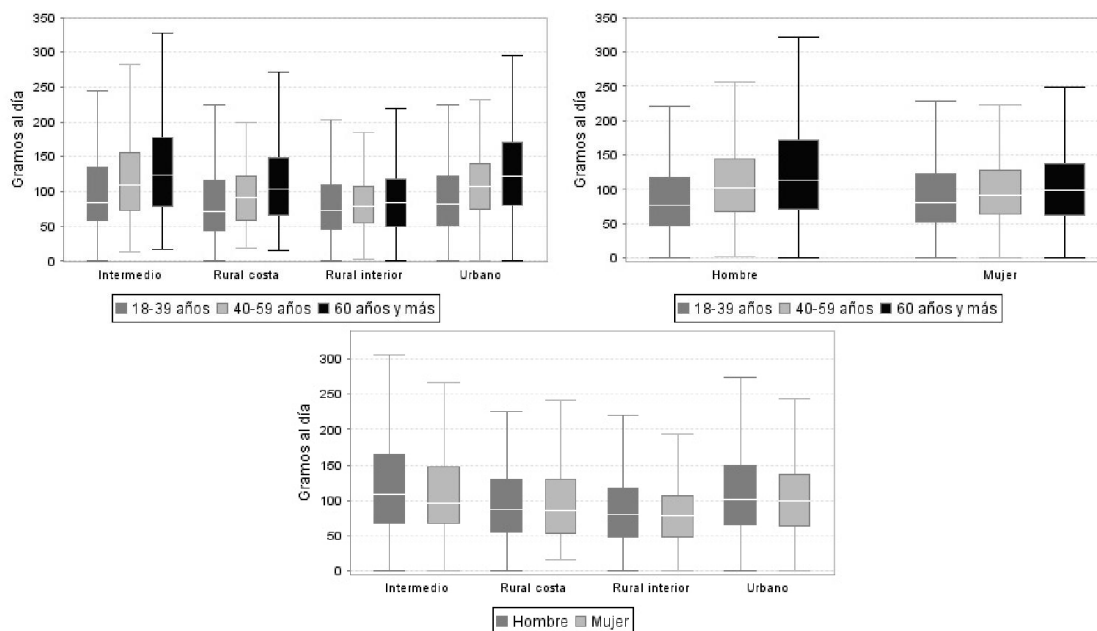 350
300
250
200
150
100
50
0
Gramos al día
Intermedio Rural costa Rural interior Urbano
18-39 años 40-59 años 60 años y más
350
300
250
200
150
100
50
0
Gramos al día
Hombre Mujer
18-39 años 40-59 años 60 años y más
300
250
200
150
100
50
0
Gramos al día
Intermedio Rural costa Rural interior Urbano
Hombre Mujer